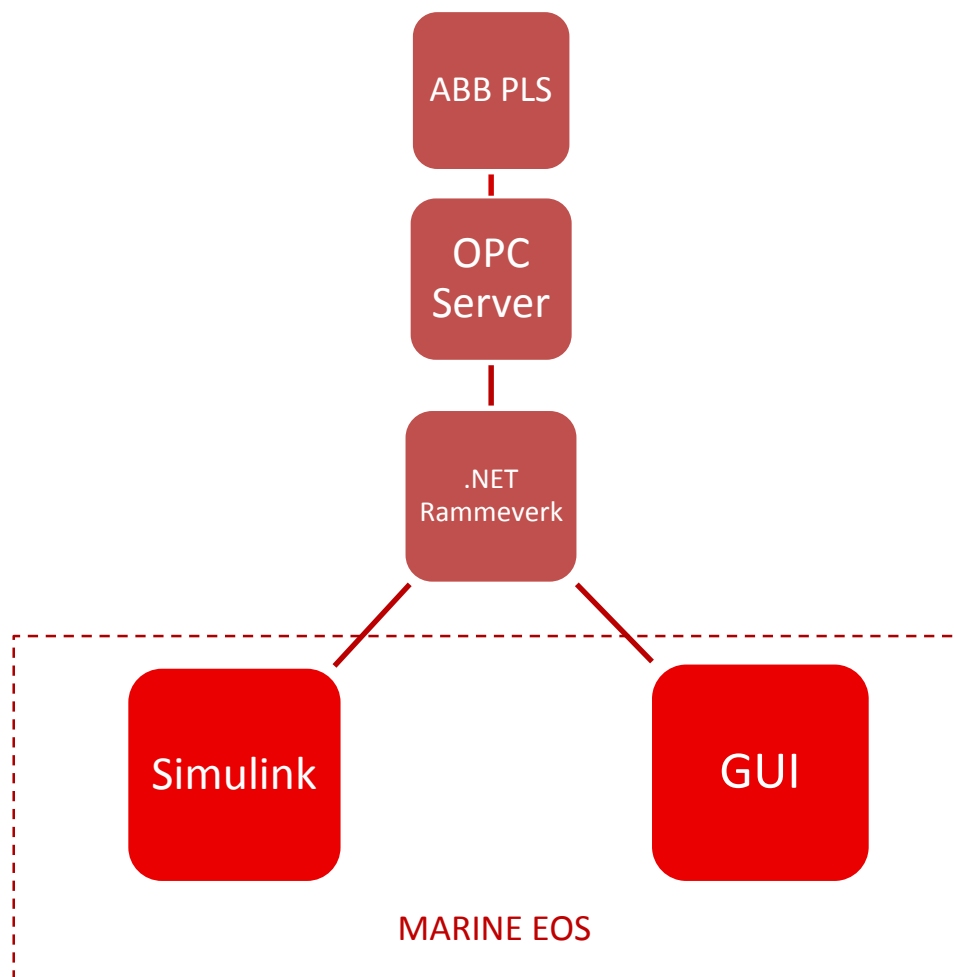 ABB PLS
OPC
Server
.NET
Rammeverk
Simulink
GUI
MARINE EOS